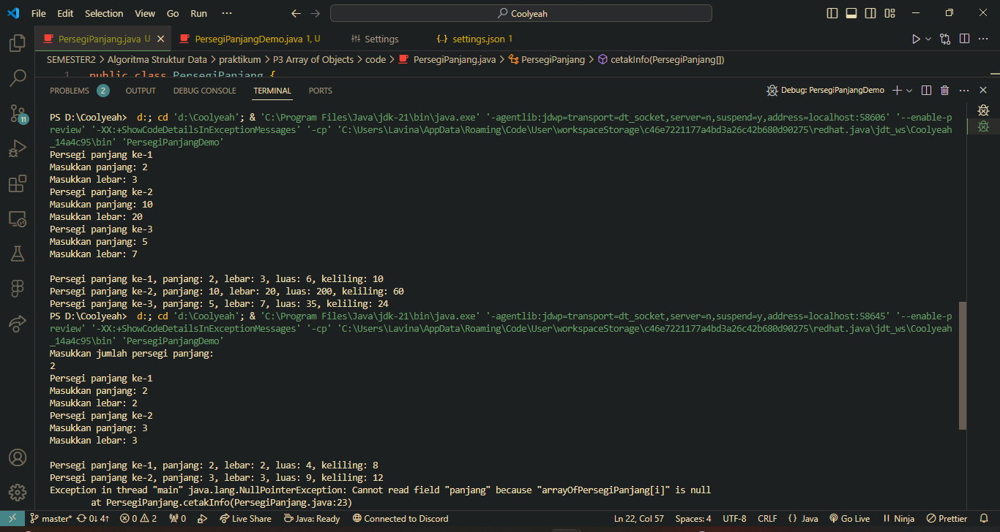 File Edit Selection View Go Run ··· Coolyeah
PersegiPanjang.java U PersegiPanjangDemo.java 1, U Settings {..} settings.json 1
SEMESTER2 > Algoritma Struktur Data > praktikum > P3 Array of Objects > code > PersegiPanjang.java > PersegiPanjang > cetakInfo(PersegiPanjang[])
1 public class PersegiPanjang {
PROBLEMS 2 OUTPUT DEBUG CONSOLE TERMINAL PORTS Debug: PersegiPanjangDemo
PS D:\Coolyeah>  d:; cd 'd:\Coolyeah'; & 'C:\Program Files\Java\jdk-21\bin\java.exe' '-agentlib:jdwp=transport=dt_socket,server=n,suspend=y,address=localhost:58606' '--enable-p
review' '-XX:+ShowCodeDetailsInExceptionMessages' '-cp' 'C:\Users\Lavina\AppData\Roaming\Code\User\workspaceStorage\c46e7221177a4bd3a26c42b680d90275\redhat.java\jdt_ws\Coolyeah
_14a4c95\bin' 'PersegiPanjangDemo'
Persegi panjang ke-1
Masukkan panjang: 2
Masukkan lebar: 3
Persegi panjang ke-2
Masukkan panjang: 10
Masukkan lebar: 20
Persegi panjang ke-3
Masukkan panjang: 5
Masukkan lebar: 7
Persegi panjang ke-1, panjang: 2, lebar: 3, luas: 6, keliling: 10
Persegi panjang ke-2, panjang: 10, lebar: 20, luas: 200, keliling: 60
Persegi panjang ke-3, panjang: 5, lebar: 7, luas: 35, keliling: 24
PS D:\Coolyeah>  d:; cd 'd:\Coolyeah'; & 'C:\Program Files\Java\jdk-21\bin\java.exe' '-agentlib:jdwp=transport=dt_socket,server=n,suspend=y,address=localhost:58645' '--enable-p
review' '-XX:+ShowCodeDetailsInExceptionMessages' '-cp' 'C:\Users\Lavina\AppData\Roaming\Code\User\workspaceStorage\c46e7221177a4bd3a26c42b680d90275\redhat.java\jdt_ws\Coolyeah
_14a4c95\bin' 'PersegiPanjangDemo'
Masukkan jumlah persegi panjang:
2
Persegi panjang ke-1
Masukkan panjang: 2
Masukkan lebar: 2
Persegi panjang ke-2
Masukkan panjang: 3
Masukkan lebar: 3
Persegi panjang ke-1, panjang: 2, lebar: 2, luas: 4, keliling: 8
Persegi panjang ke-2, panjang: 3, lebar: 3, luas: 9, keliling: 12
Exception in thread "main" java.lang.NullPointerException: Cannot read field "panjang" because "arrayOfPersegiPanjang[i]" is null
at PersegiPanjang.cetakInfo(PersegiPanjang.java:23)
11
master* 0↓ 4↑ 0 2 0 Live Share Java: Ready Connected to Discord Ln 22, Col 57 Spaces: 4 UTF-8 CRLF {} Java Go Live Ninja Prettier